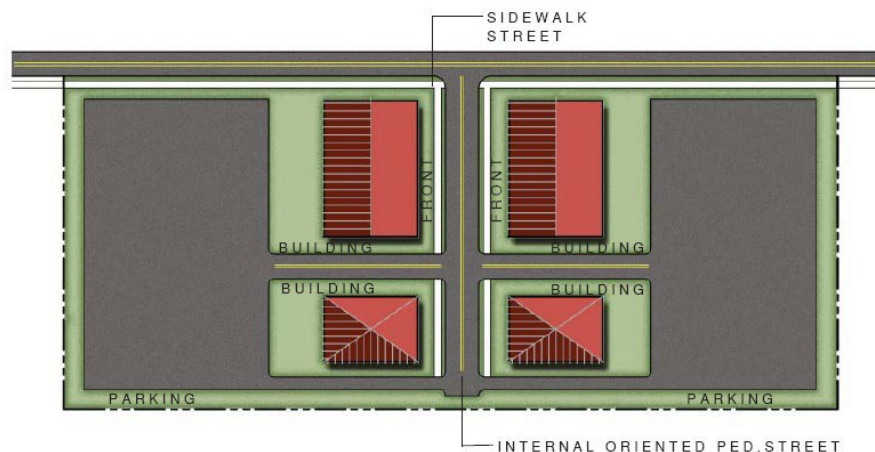 SIDEWALK
STREET
FRONT
FRONT
BUILDING
BUILDING
BUILDING
BUILDING
PARKING
PARKING
INTERNAL ORIENTED PED.STREET